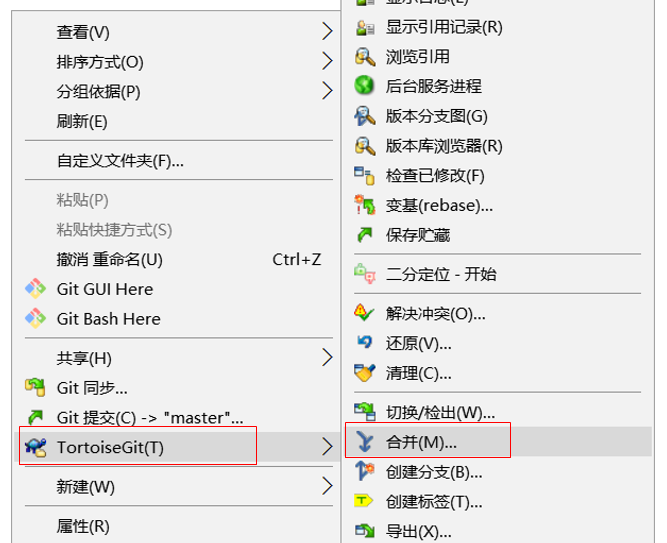 查看(V)
排序方式(O)
分组依据(P)
刷新(E)
自定义文件夹(F)...
粘贴(P)
粘贴快捷方式(S)
撤消 重命名(U) Ctrl+Z
Git GUI Here
Git Bash Here
共享(H)
Git 同步...
Git 提交(C) -> "master"...
TortoiseGit(T)
新建(W)
属性(R)
显示日志(L)
显示引用记录(R)
浏览引用
后台服务进程
版本分支图(G)
版本库浏览器(R)
检查已修改(F)
变基(rebase)...
保存贮藏
二分定位 - 开始
解决冲突(O)...
还原(V)...
清理(C)...
切换/检出(W)...
合并(M)...
创建分支(B)...
创建标签(T)...
导出(X)...